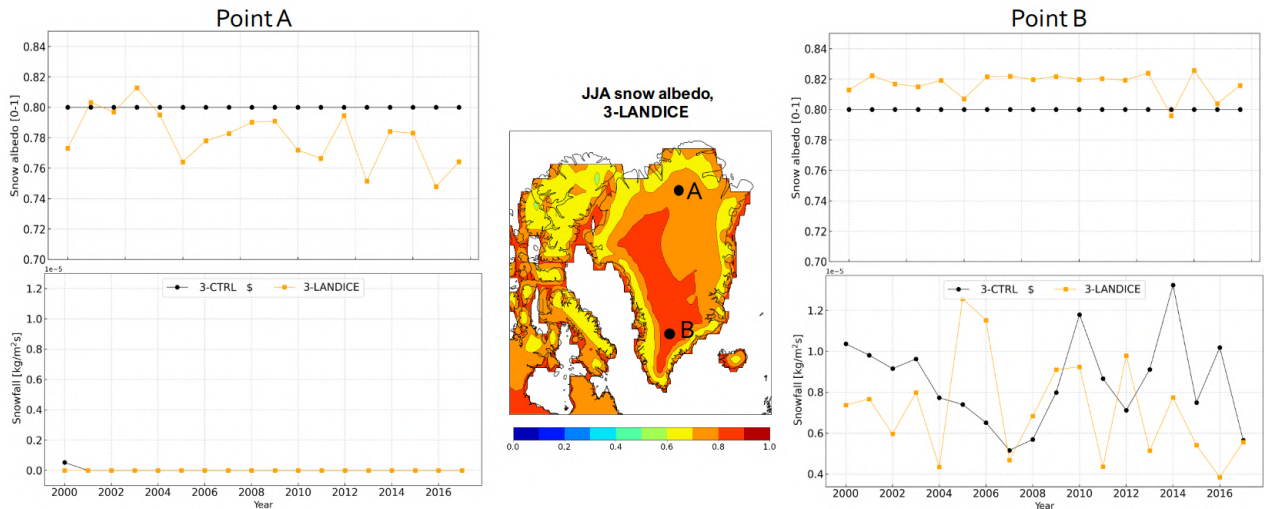 Point A
0.84
0.82
0.80
0.78
0.76
0.74
0.72
0.70
Snow albedo [0-1]
1e-5
3-CTRL $ 3-LANDICE
1.2
1.0
0.8
0.6
0.4
0.2
0.0
Snowfall [kg/m²s]
2000 2002 2004 2006 2008 2010 2012 2014 2016
Year
JJA snow albedo,
3-LANDICE
A
B
0.0 0.2 0.4 0.6 0.8 1.0
Point B
0.84
0.82
0.80
0.78
0.76
0.74
0.72
0.70
Snow albedo [0-1]
1e-5
3-CTRL $ 3-LANDICE
1.2
1.0
0.8
0.6
0.4
Snowfall [kg/m²s]
2000 2002 2004 2006 2008 2010 2012 2014 2016
Year